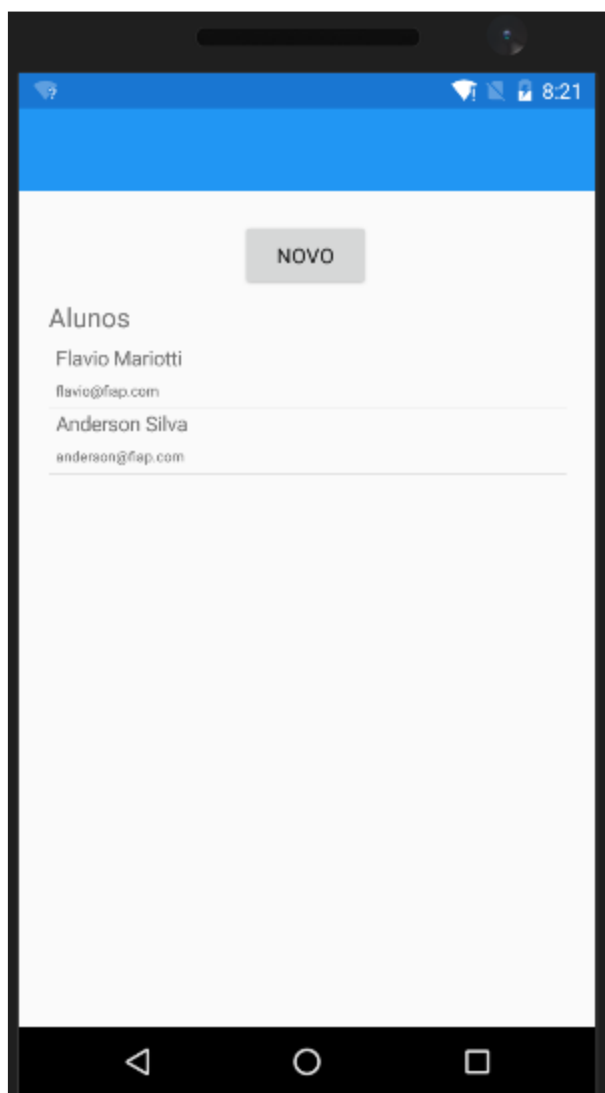 8:21
NOVO
Alunos
Flavio Mariotti
flavio@fiap.com
Anderson Silva
anderson@fiap.com